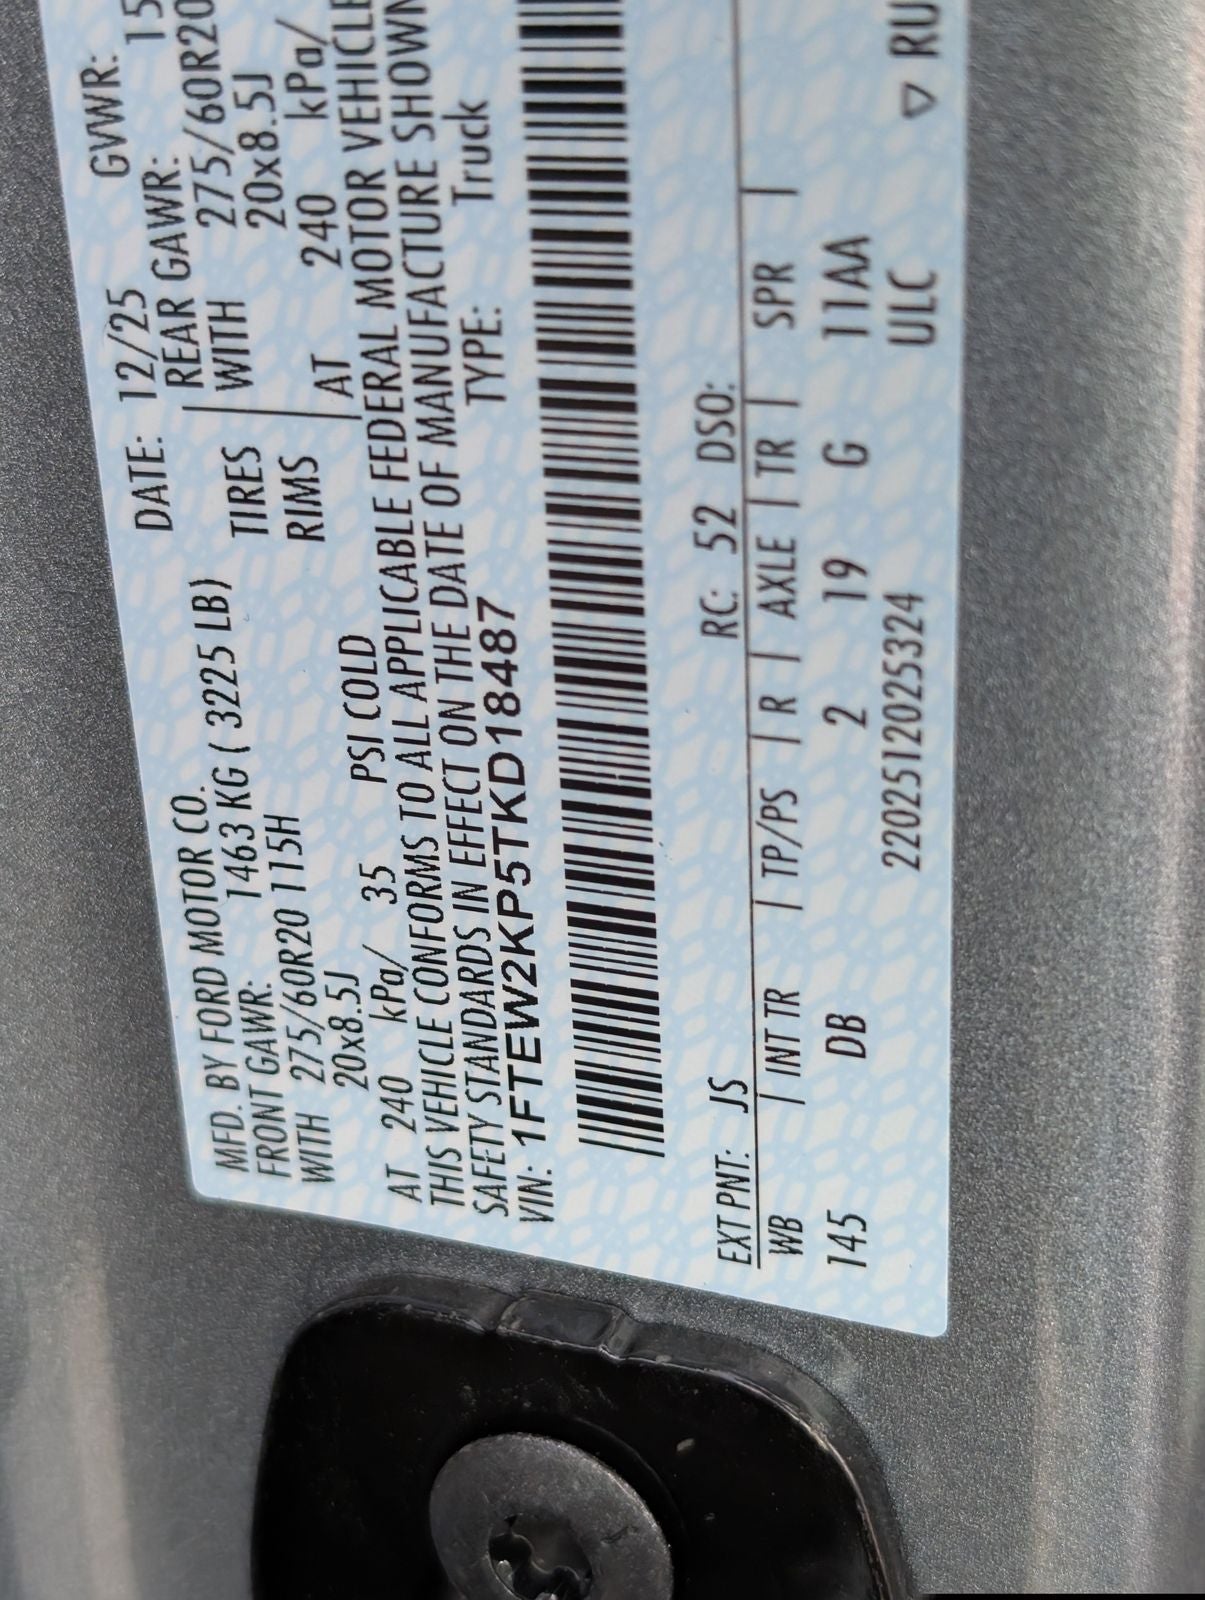 MFD. BY FORD MOTOR CO.
DATE: 12/25 GVWR: 15
FRONT GAWR: 1463 KG ( 3225 LB) REAR GAWR:
WITH 275/60R20 115H TIRES WITH 275/60R20
20x8.5J RIMS 20x8.5J
AT 240 kPa/ 35 PSI COLD AT 240 kPa/
THIS VEHICLE CONFORMS TO ALL APPLICABLE FEDERAL MOTOR VEHICLE
SAFETY STANDARDS IN EFFECT ON THE DATE OF MANUFACTURE SHOWN
VIN: 1FTEW2KP5TKD18487 TYPE: Truck
EXT PNT: JS RC: 52 DSO:
WB | INT TR | TP/PS | R | AXLE | TR | SPR |
145 DB 2 19 G 11AA
2202512025324 ULC ▽ RU